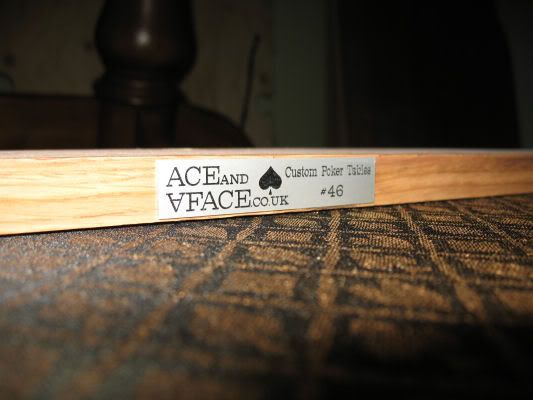 ACE AND
∀FACE.CO.UK
Custom Poker Tables
#46